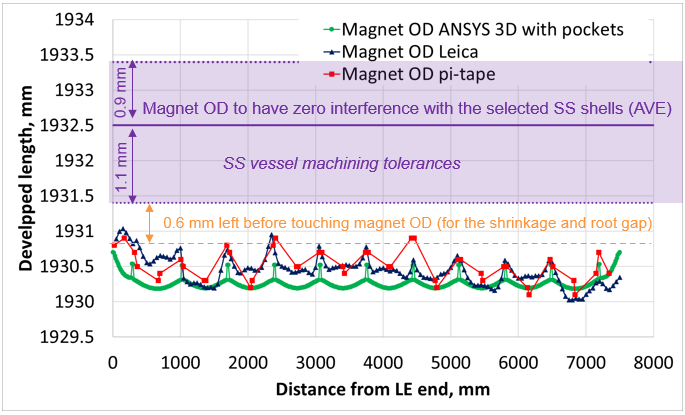 Magnet OD ANSYS 3D with pockets
Magnet OD Leica
Magnet OD pi-tape
1934
1933.5
1933
1932.5
1932
1931.5
1931
1930.5
1930
1929.5
Develpped length, mm
0.9 mm
Magnet OD to have zero interference with the selected SS shells (AVE)
1.1 mm
SS vessel machining tolerances
0.6 mm left before touching magnet OD (for the shrinkage and root gap)
0 1000 2000 3000 4000 5000 6000 7000 8000
Distance from LE end, mm